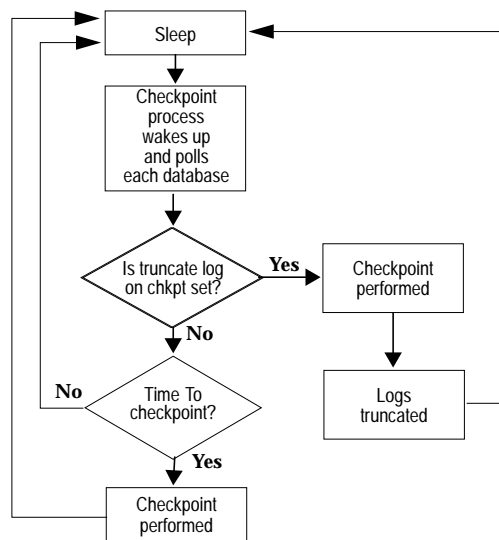 Sleep
Checkpoint
process
wakes up
and polls
each database
Is truncate log
on chkpt set?
Yes
Checkpoint
performed
No
Logs
truncated
Time To
checkpoint?
No
Yes
Checkpoint
performed